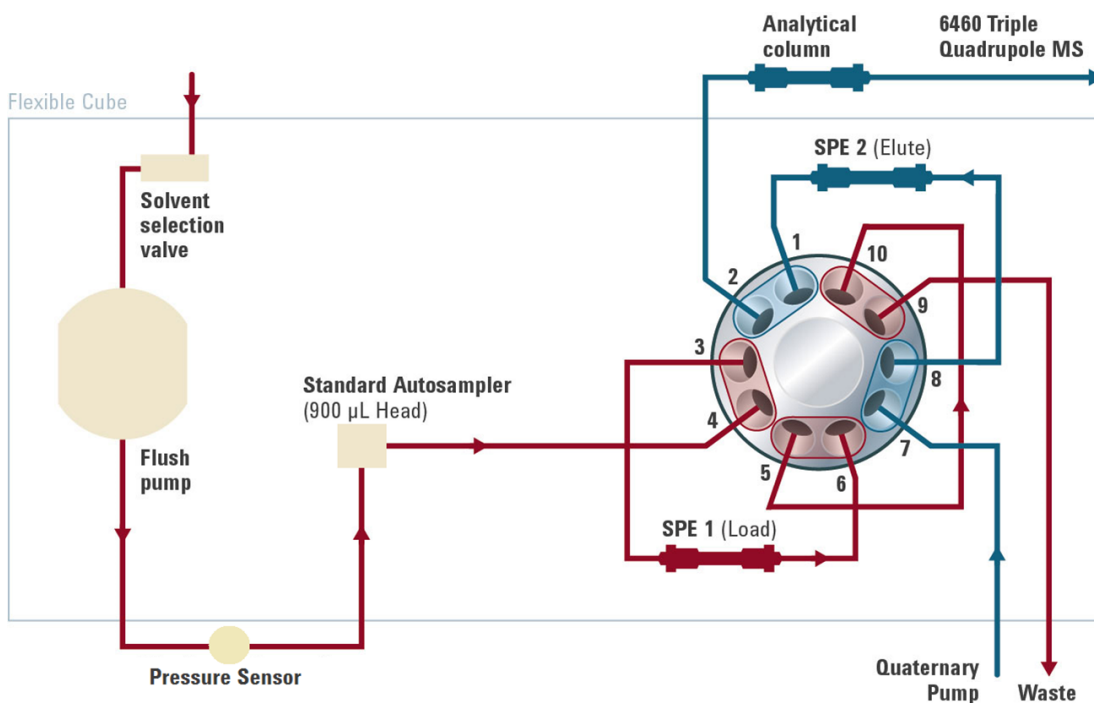 Analytical
column
6460 Triple
Quadrupole MS
Flexible Cube
SPE 2 (Elute)
Solvent
selection
valve
1
10
2
9
3
8
Standard Autosampler
(900 µL Head)
4
7
Flush
pump
5
6
SPE 1 (Load)
Pressure Sensor
Quaternary
Pump
Waste